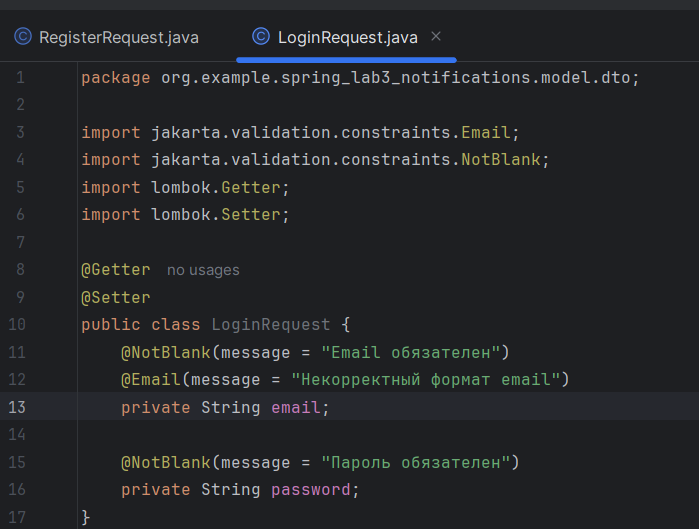 RegisterRequest.java LoginRequest.java ×
1 package org.example.spring_lab3_notifications.model.dto;
2
3 import jakarta.validation.constraints.Email;
4 import jakarta.validation.constraints.NotBlank;
5 import lombok.Getter;
6 import lombok.Setter;
7
8 @Getter no usages
9 @Setter
10 public class LoginRequest {
11 @NotBlank(message = "Email обязателен")
12 @Email(message = "Некорректный формат email")
13 private String email;
14
15 @NotBlank(message = "Пароль обязателен")
16 private String password;
17 }